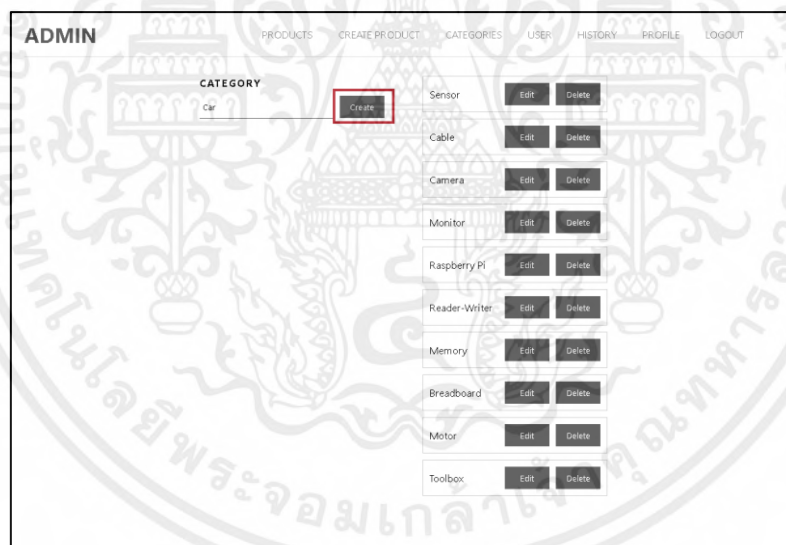 ADMIN PRODUCTS CREATE PRODUCT CATEGORIES USER HISTORY PROFILE LOGOUT
CATEGORY
Car Create
Sensor Edit Delete
Cable Edit Delete
Camera Edit Delete
Monitor Edit Delete
Raspberry Pi Edit Delete
Reader-Writer Edit Delete
Memory Edit Delete
Breadboard Edit Delete
Motor Edit Delete
Toolbox Edit Delete